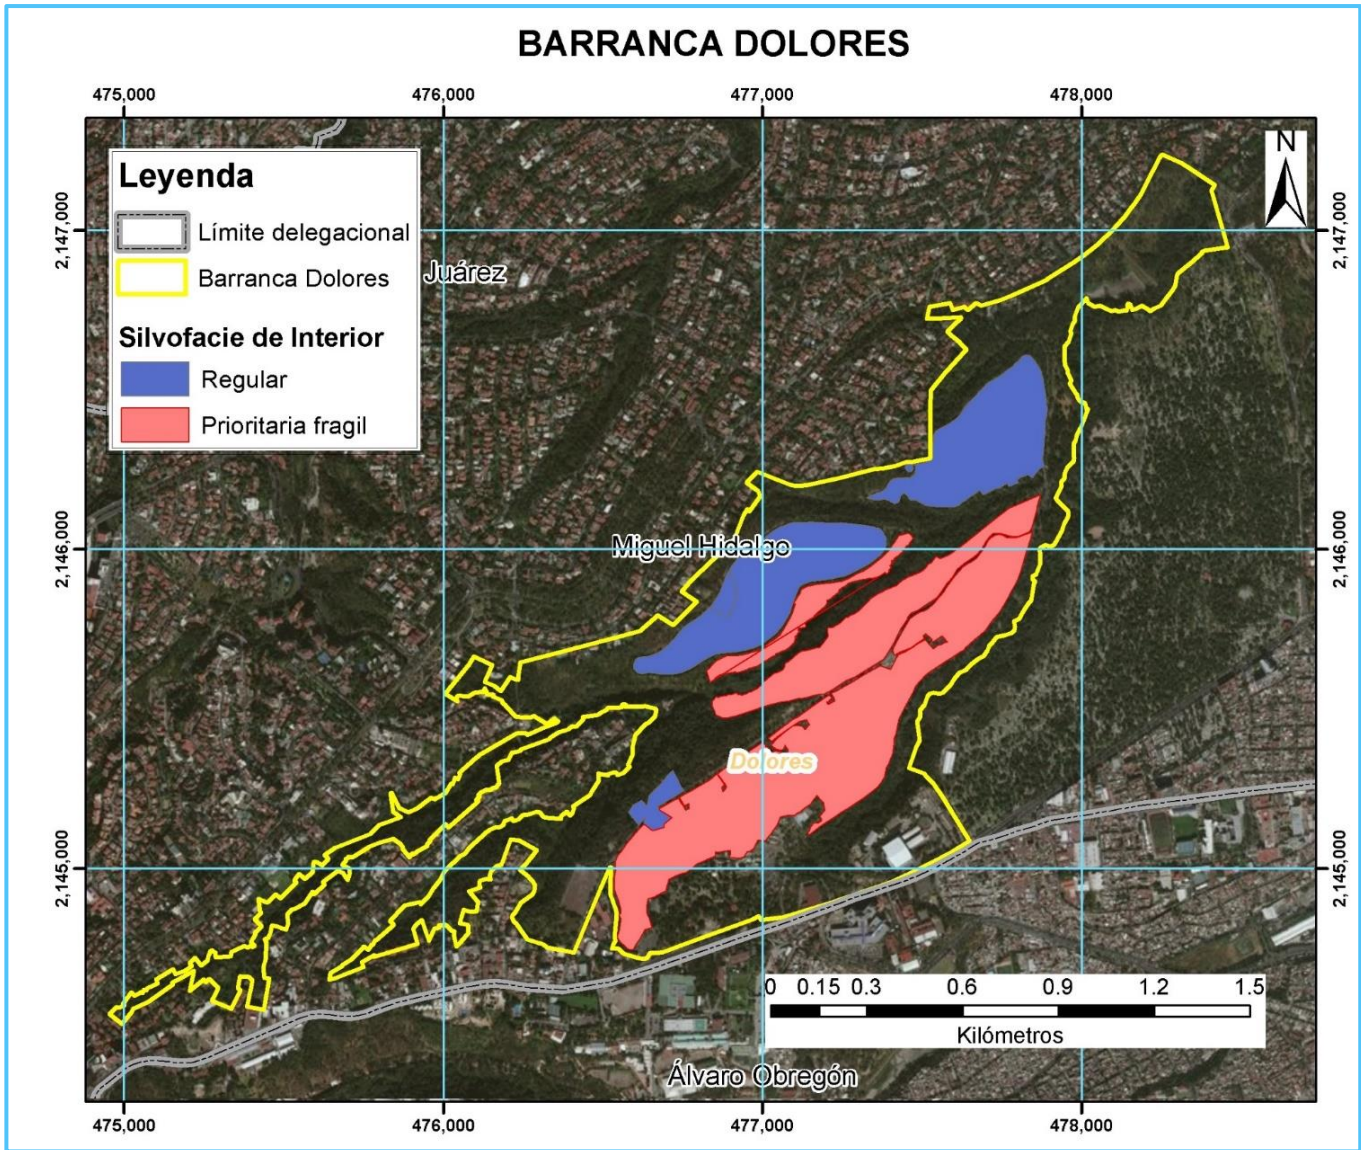 BARRANCA DOLORES
475,000 476,000 477,000 478,000
N
Leyenda
Límite delegacional
Barranca Dolores
Silvofacie de Interior
Regular
Prioritaria fragil
2,147,000 2,147,000
Juárez
2,146,000 2,146,000
Miguel Hidalgo
Dolores
2,145,000 2,145,000
0 0.15 0.3 0.6 0.9 1.2 1.5
Kilómetros
Álvaro Obregón
475,000 476,000 477,000 478,000